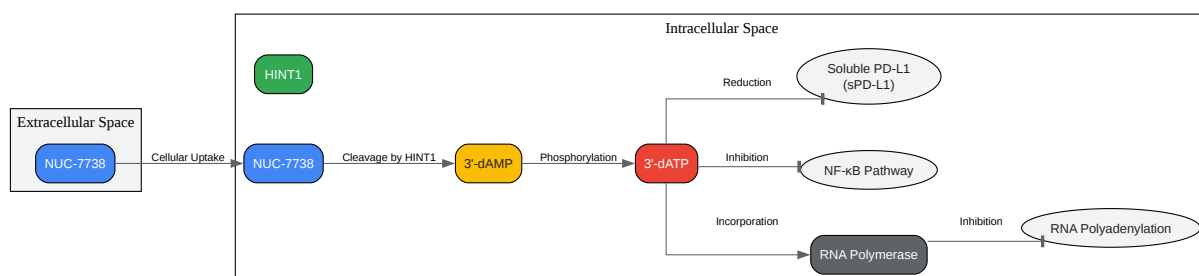 Intracellular Space
HINT1
Soluble PD-L1
(sPD-L1)
Reduction
Extracellular Space
NUC-7738
Cellular Uptake
NUC-7738
Cleavage by HINT1
3'-dAMP
Phosphorylation
3'-dATP
Inhibition
NF-κB Pathway
Incorporation
RNA Polymerase
Inhibition
RNA Polyadenylation